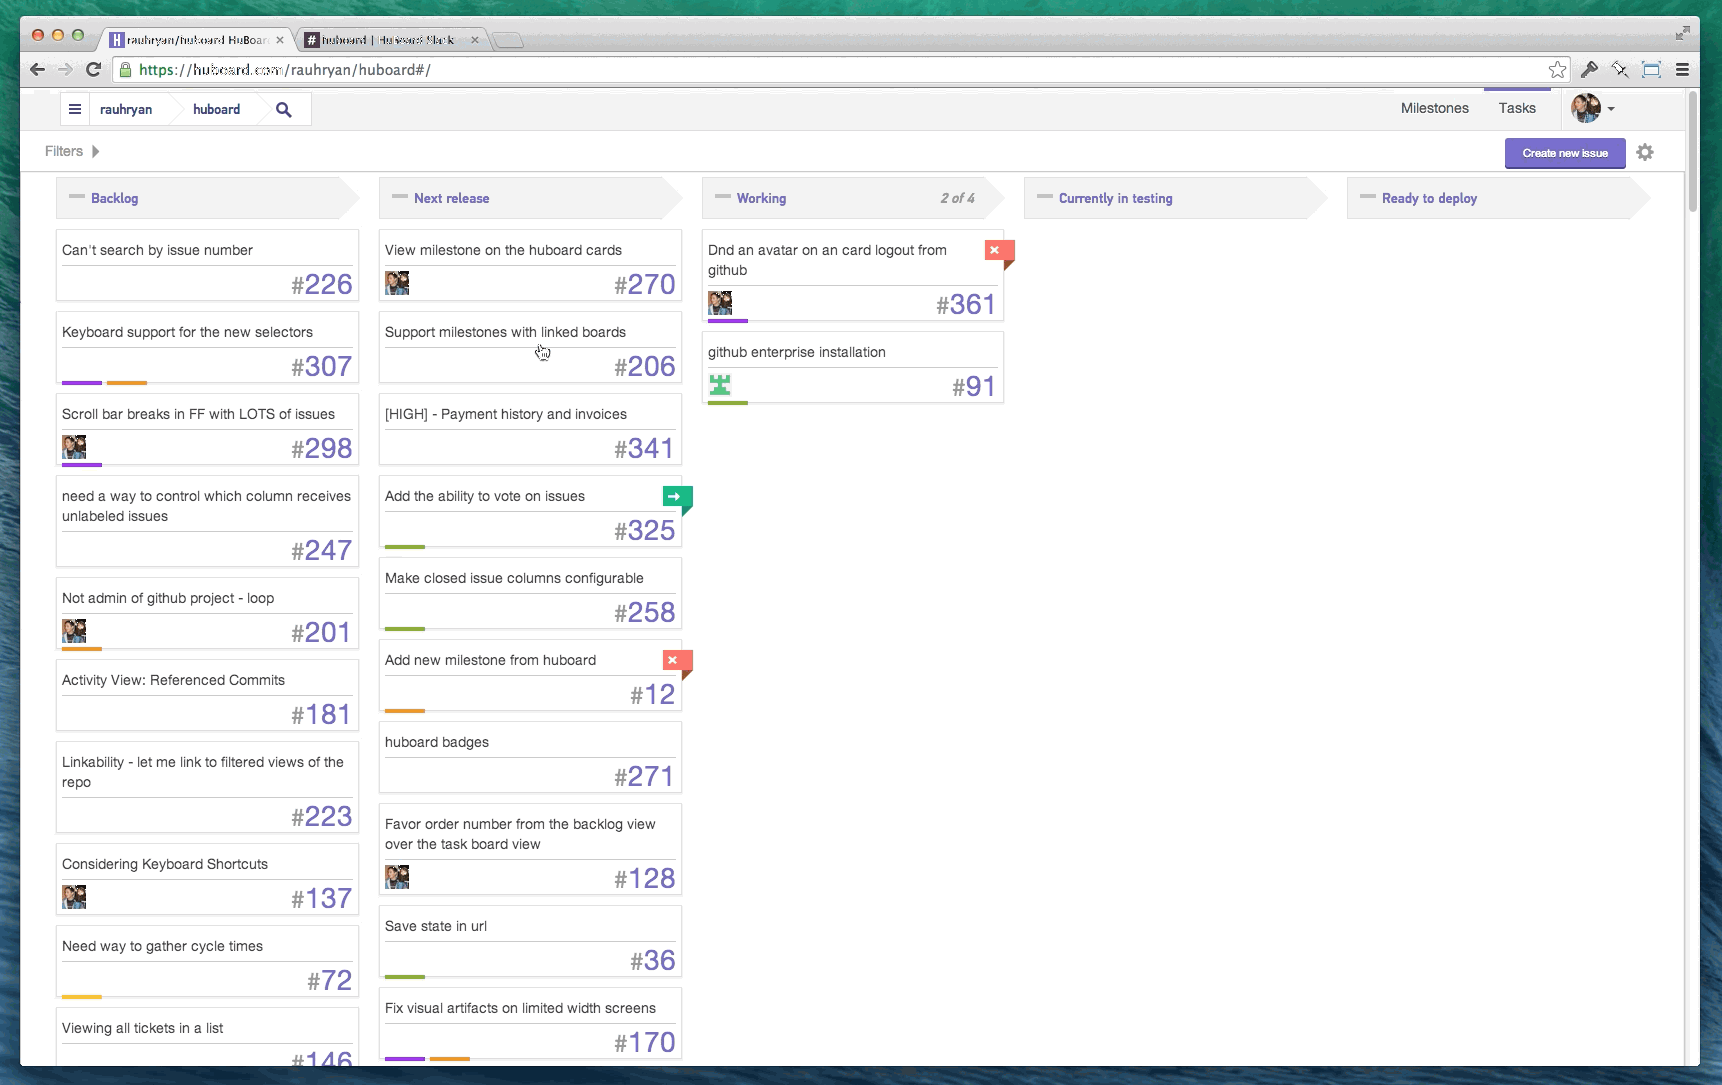 rauhryan/huboard HuBoar
huboard | HuBoard Slack
https://huboard.com/rauhryan/huboard#/
rauhryan
huboard
Milestones
Tasks
Filters
Create new issue
Backlog
Can't search by issue number
#226
Keyboard support for the new selectors
#307
Scroll bar breaks in FF with LOTS of issues
#298
need a way to control which column receives
unlabeled issues
#247
Not admin of github project - loop
#201
Activity View: Referenced Commits
#181
Linkability - let me link to filtered views of the
repo
#223
Considering Keyboard Shortcuts
#137
Need way to gather cycle times
#72
Viewing all tickets in a list
#146
Next release
View milestone on the huboard cards
#270
Support milestones with linked boards
#206
[HIGH] - Payment history and invoices
#341
Add the ability to vote on issues
#325
Make closed issue columns configurable
#258
Add new milestone from huboard
#12
huboard badges
#271
Favor order number from the backlog view
over the task board view
#128
Save state in url
#36
Fix visual artifacts on limited width screens
#170
Working
2 of 4
Dnd an avatar on an card logout from
github
#361
github enterprise installation
#91
Currently in testing
Ready to deploy